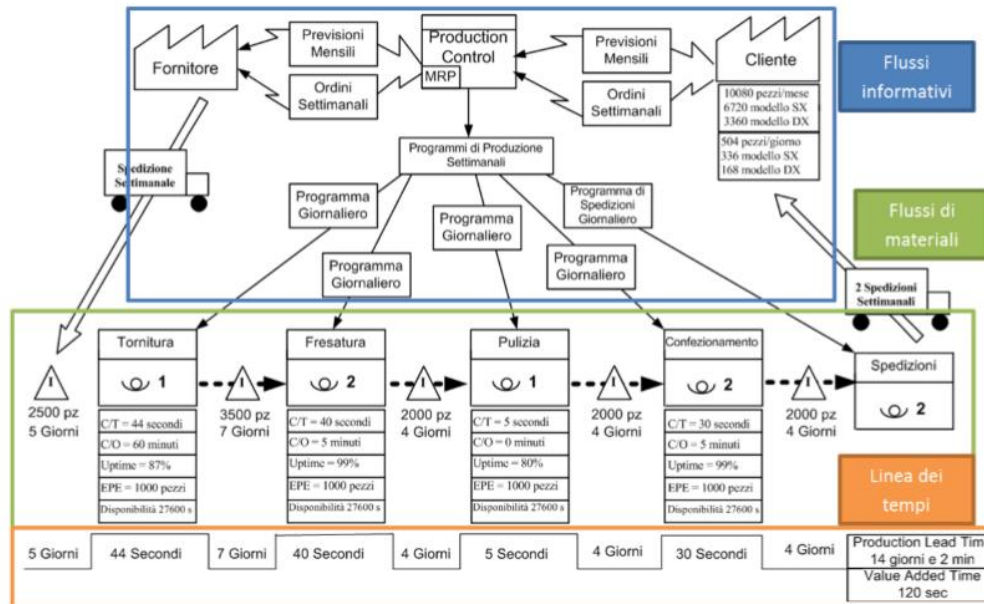 Fornitore
Previsioni
Mensili
Ordini
Settimanali
Production
Control
MRP
Previsioni
Mensili
Ordini
Settimanali
Cliente
10080 pezzi/mese
6720 modello SX
3360 modello DX
504 pezzi/giorno
336 modello SX
168 modello DX
Flussi
informativi
Programmi di Produzione
Settimanali
Spedizione
Settimanale
Programma
Giornaliero
Programma
Giornaliero
Programma
Giornaliero
Programma
Giornaliero
Programma di
Spedizioni
Giornaliero
Flussi di
materiali
2 Spedizioni
Settimanali
I
2500 pz
5 Giorni
Tornitura
1
C/T = 44 secondi
C/O = 60 minuti
Uptime = 87%
EPE = 1000 pezzi
Disponibilità 27600 s
I
3500 pz
7 Giorni
Fresatura
2
C/T = 40 secondi
C/O = 5 minuti
Uptime = 99%
EPE = 1000 pezzi
Disponibilità 27600 s
I
2000 pz
4 Giorni
Pulizia
1
C/T = 5 secondi
C/O = 0 minuti
Uptime = 80%
EPE = 1000 pezzi
Disponibilità 27600 s
I
2000 pz
4 Giorni
Confezionamento
2
C/T = 30 secondi
C/O = 5 minuti
Uptime = 99%
EPE = 1000 pezzi
Disponibilità 27600 s
I
2000 pz
4 Giorni
Spedizioni
2
Linea dei
tempi
5 Giorni
44 Secondi
7 Giorni
40 Secondi
4 Giorni
5 Secondi
4 Giorni
30 Secondi
4 Giorni
Production Lead Tim
14 giorni e 2 min
Value Added Time
120 sec